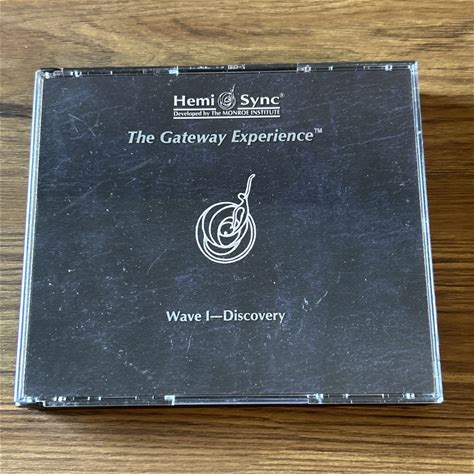 Hemi Sync®
Developed by The MONROE INSTITUTE
The Gateway Experience™
Wave I—Discovery